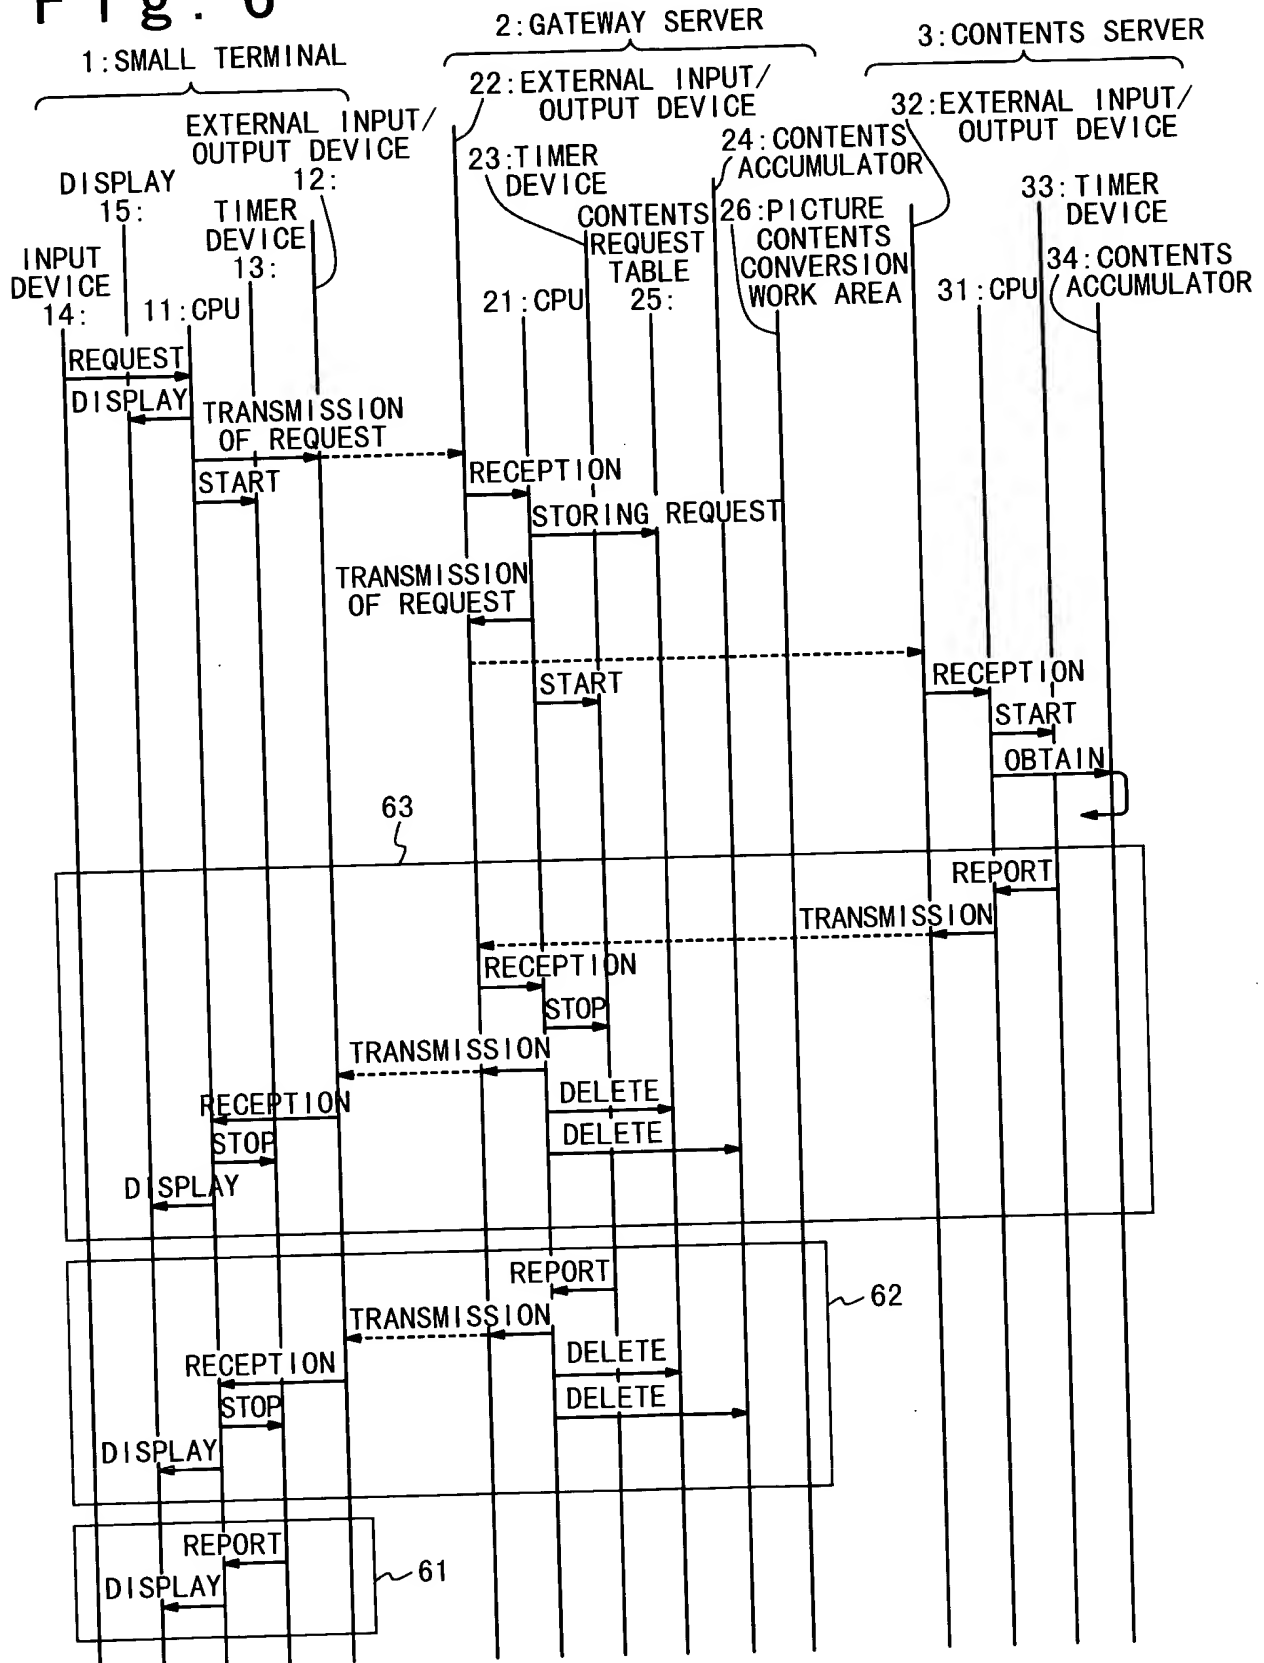 Fig. 6
1:SMALL TERMINAL
2:GATEWAY SERVER
3:CONTENTS SERVER
EXTERNAL INPUT/
OUTPUT DEVICE
12:
22:EXTERNAL INPUT/
OUTPUT DEVICE
32:EXTERNAL INPUT/
OUTPUT DEVICE
DISPLAY
15:
TIMER
DEVICE
13:
INPUT
DEVICE
14:
11:CPU
23:TIMER
DEVICE
24:CONTENTS
ACCUMULATOR
CONTENTS
REQUEST
TABLE
25:
26:PICTURE
CONTENTS
CONVERSION
WORK AREA
21:CPU
33:TIMER
DEVICE
34:CONTENTS
ACCUMULATOR
31:CPU
REQUEST
DISPLAY
TRANSMISSION
OF REQUEST
START
RECEPTION
STORING REQUEST
TRANSMISSION
OF REQUEST
START
RECEPTION
START
OBTAIN
63
REPORT
TRANSMISSION
RECEPTION
STOP
TRANSMISSION
DELETE
RECEPTION
DELETE
STOP
DISPLAY
REPORT
62
TRANSMISSION
DELETE
RECEPTION
DELETE
STOP
DISPLAY
REPORT
61
DISPLAY